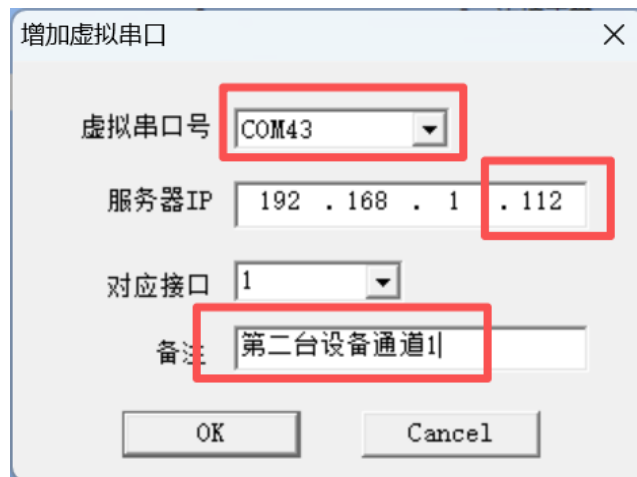 增加虚拟串口
虚拟串口号 COM43
服务器IP 192 . 168 . 1 . 112
对应接口 1
备注 第二台设备通道1
OK Cancel